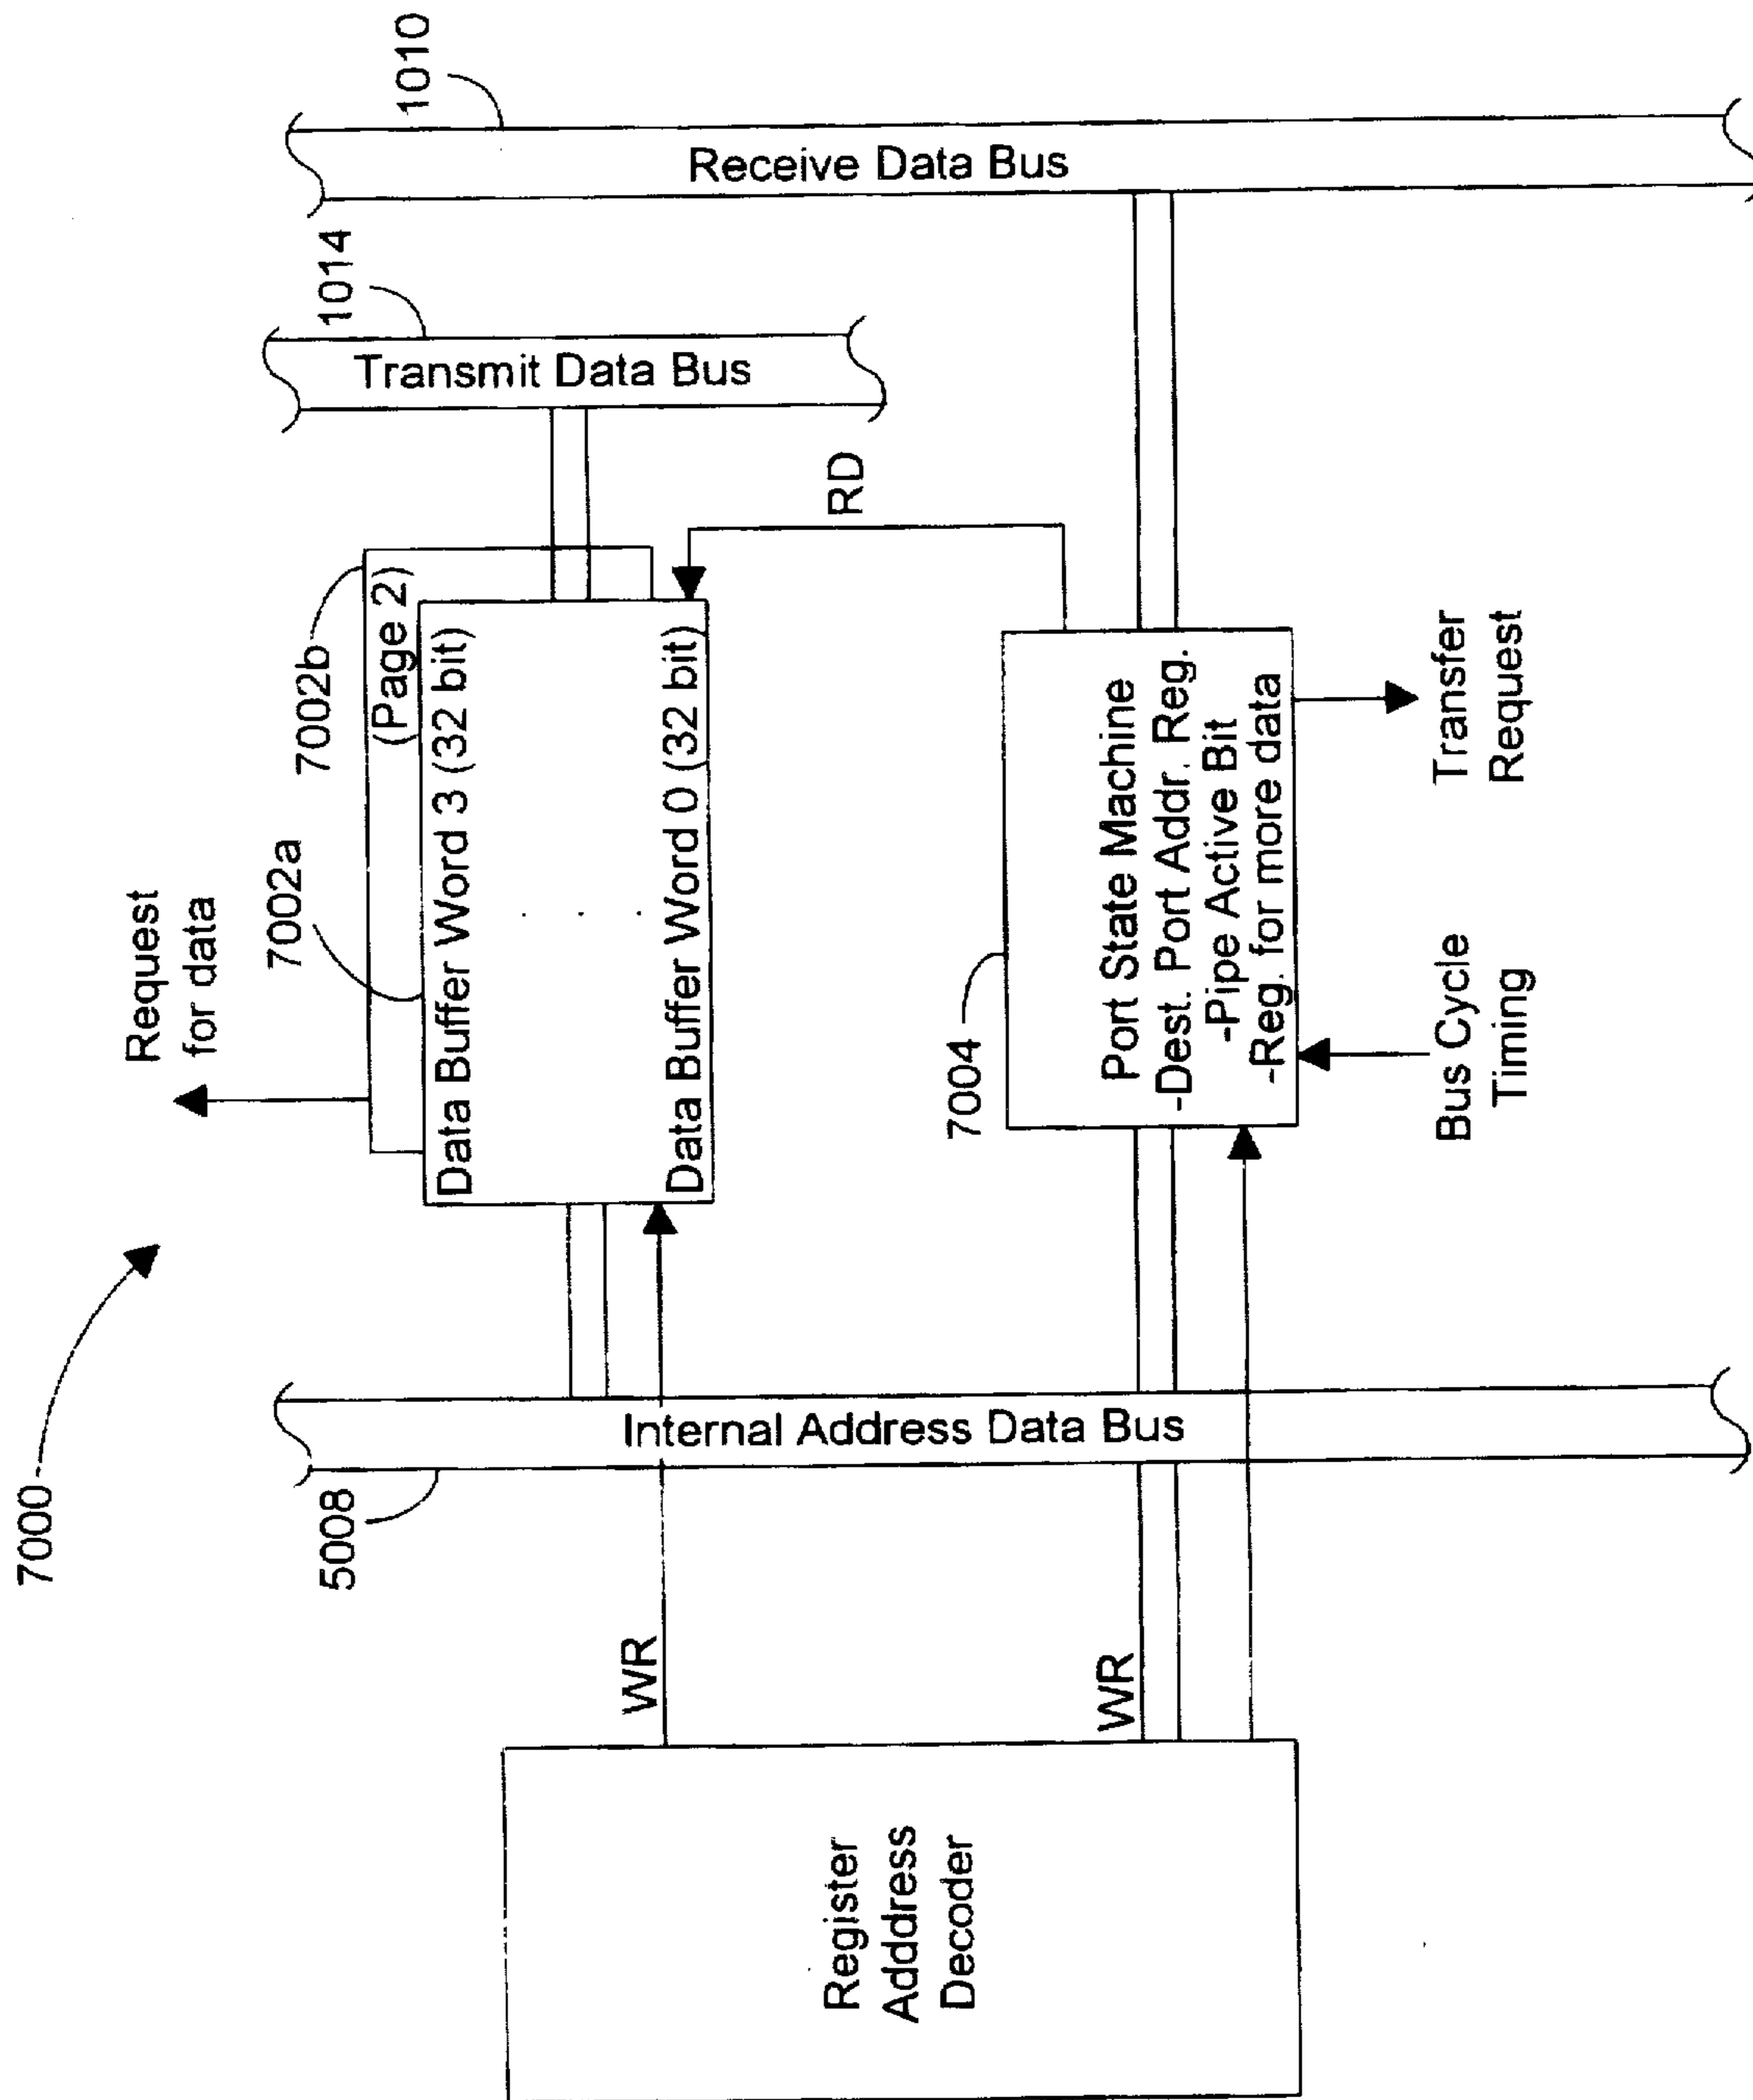 7000
Request
for data
7002a
7002b
(Page 2)
Data Buffer Word 3 (32 bit)
Data Buffer Word 0 (32 bit)
5008
Internal Address Data Bus
1014
Transmit Data Bus
1010
Receive Data Bus
WR
RD
WR
Register
Adddress
Decoder
7004
Port State Machine
-Dest. Port Addr. Reg.
-Pipe Active Bit
-Reg. for more data
Bus Cycle
Timing
Transfer
Request